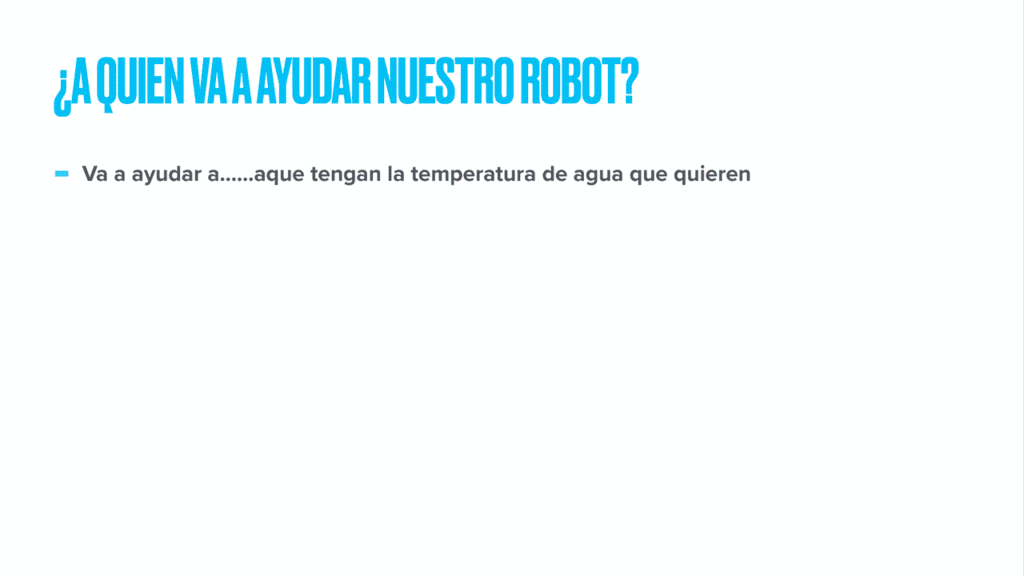 ¿A QUIEN VA A AYUDAR NUESTRO ROBOT?
Va a ayudar a......aque tengan la temperatura de agua que quieren